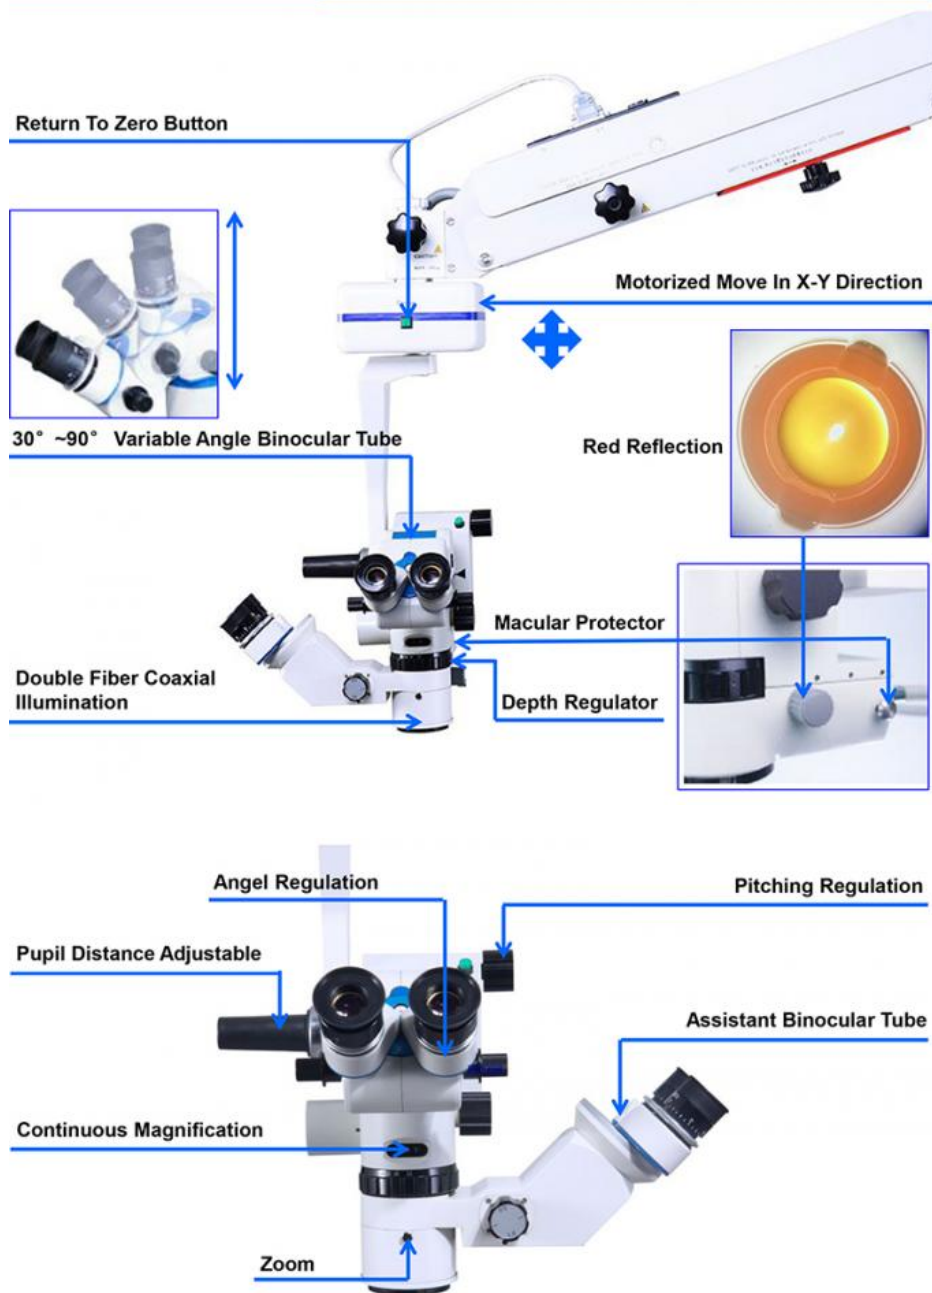 Return To Zero Button
Motorized Move In X-Y Direction
30° ~90° Variable Angle Binocular Tube
Red Reflection
Macular Protector
Double Fiber Coaxial
Illumination
Depth Regulator
Angel Regulation
Pitching Regulation
Pupil Distance Adjustable
Assistant Binocular Tube
Continuous Magnification
Zoom